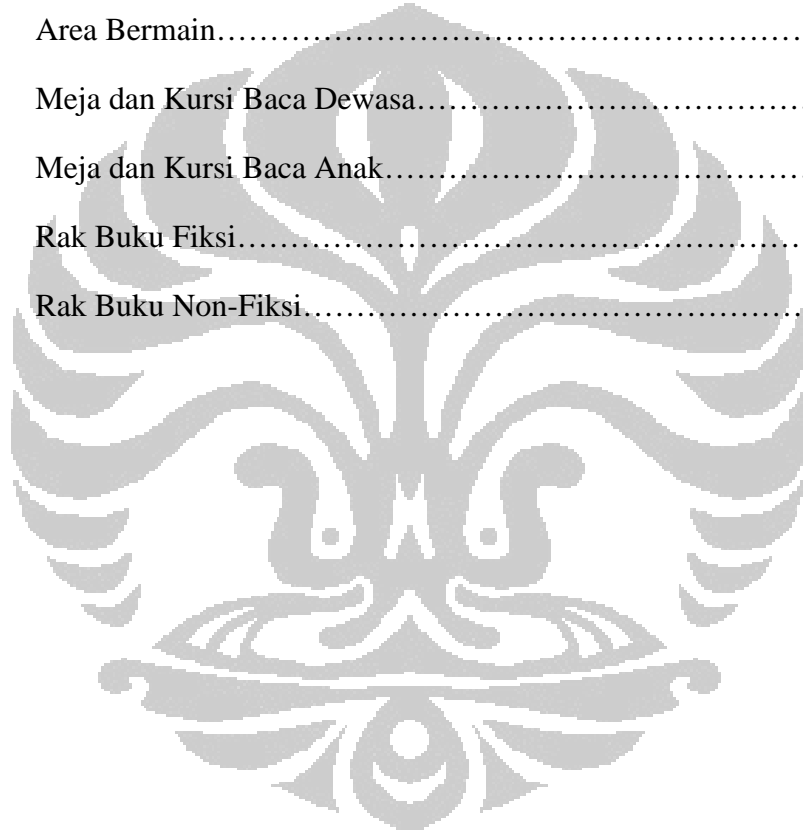 Area Bermain……………………………………………………
Meja dan Kursi Baca Dewasa…………………………………
Meja dan Kursi Baca Anak……………………………………
Rak Buku Fiksi…………………………………………………
Rak Buku Non-Fiksi……………………………………………